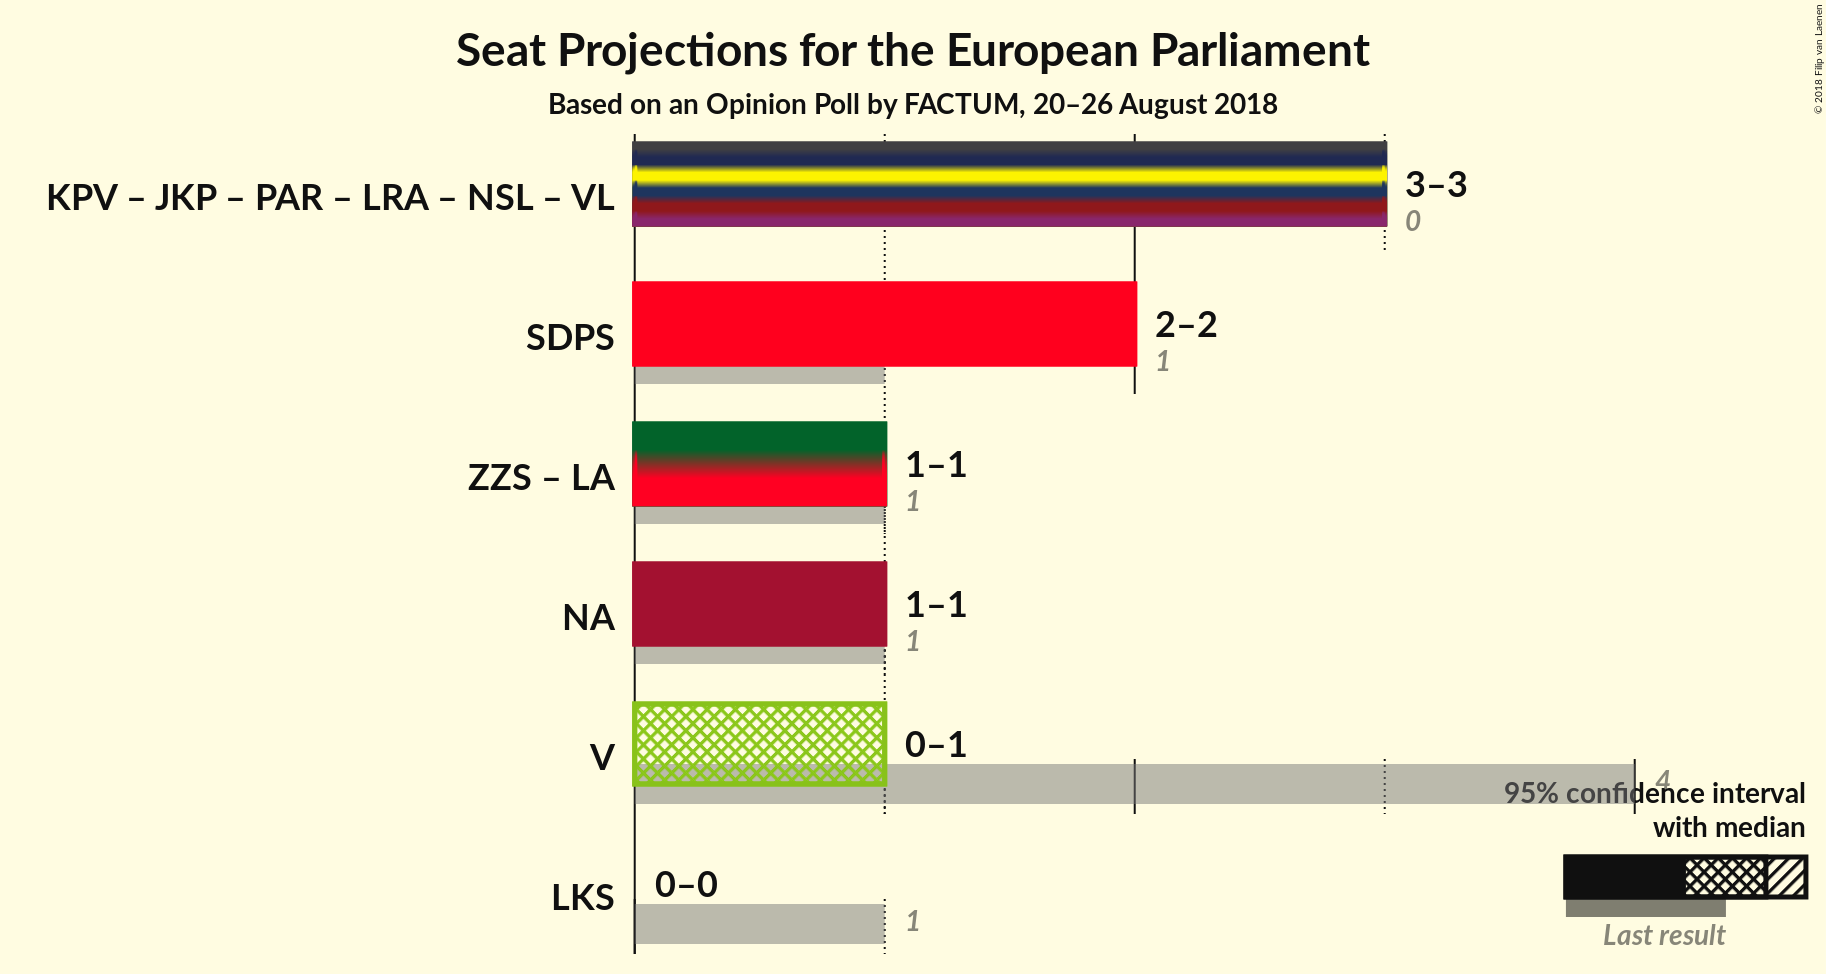 Seat Projections for the European Parliament
Based on an Opinion Poll by FACTUM, 20–26 August 2018
© 2018 Filip van Laenen
KPV – JKP – PAR – LRA – NSL – VL
3–3
0
SDPS
2–2
1
ZZS – LA
1–1
1
NA
1–1
1
V
0–1
4
LKS
0–0
1
95% confidence interval
with median
Last result